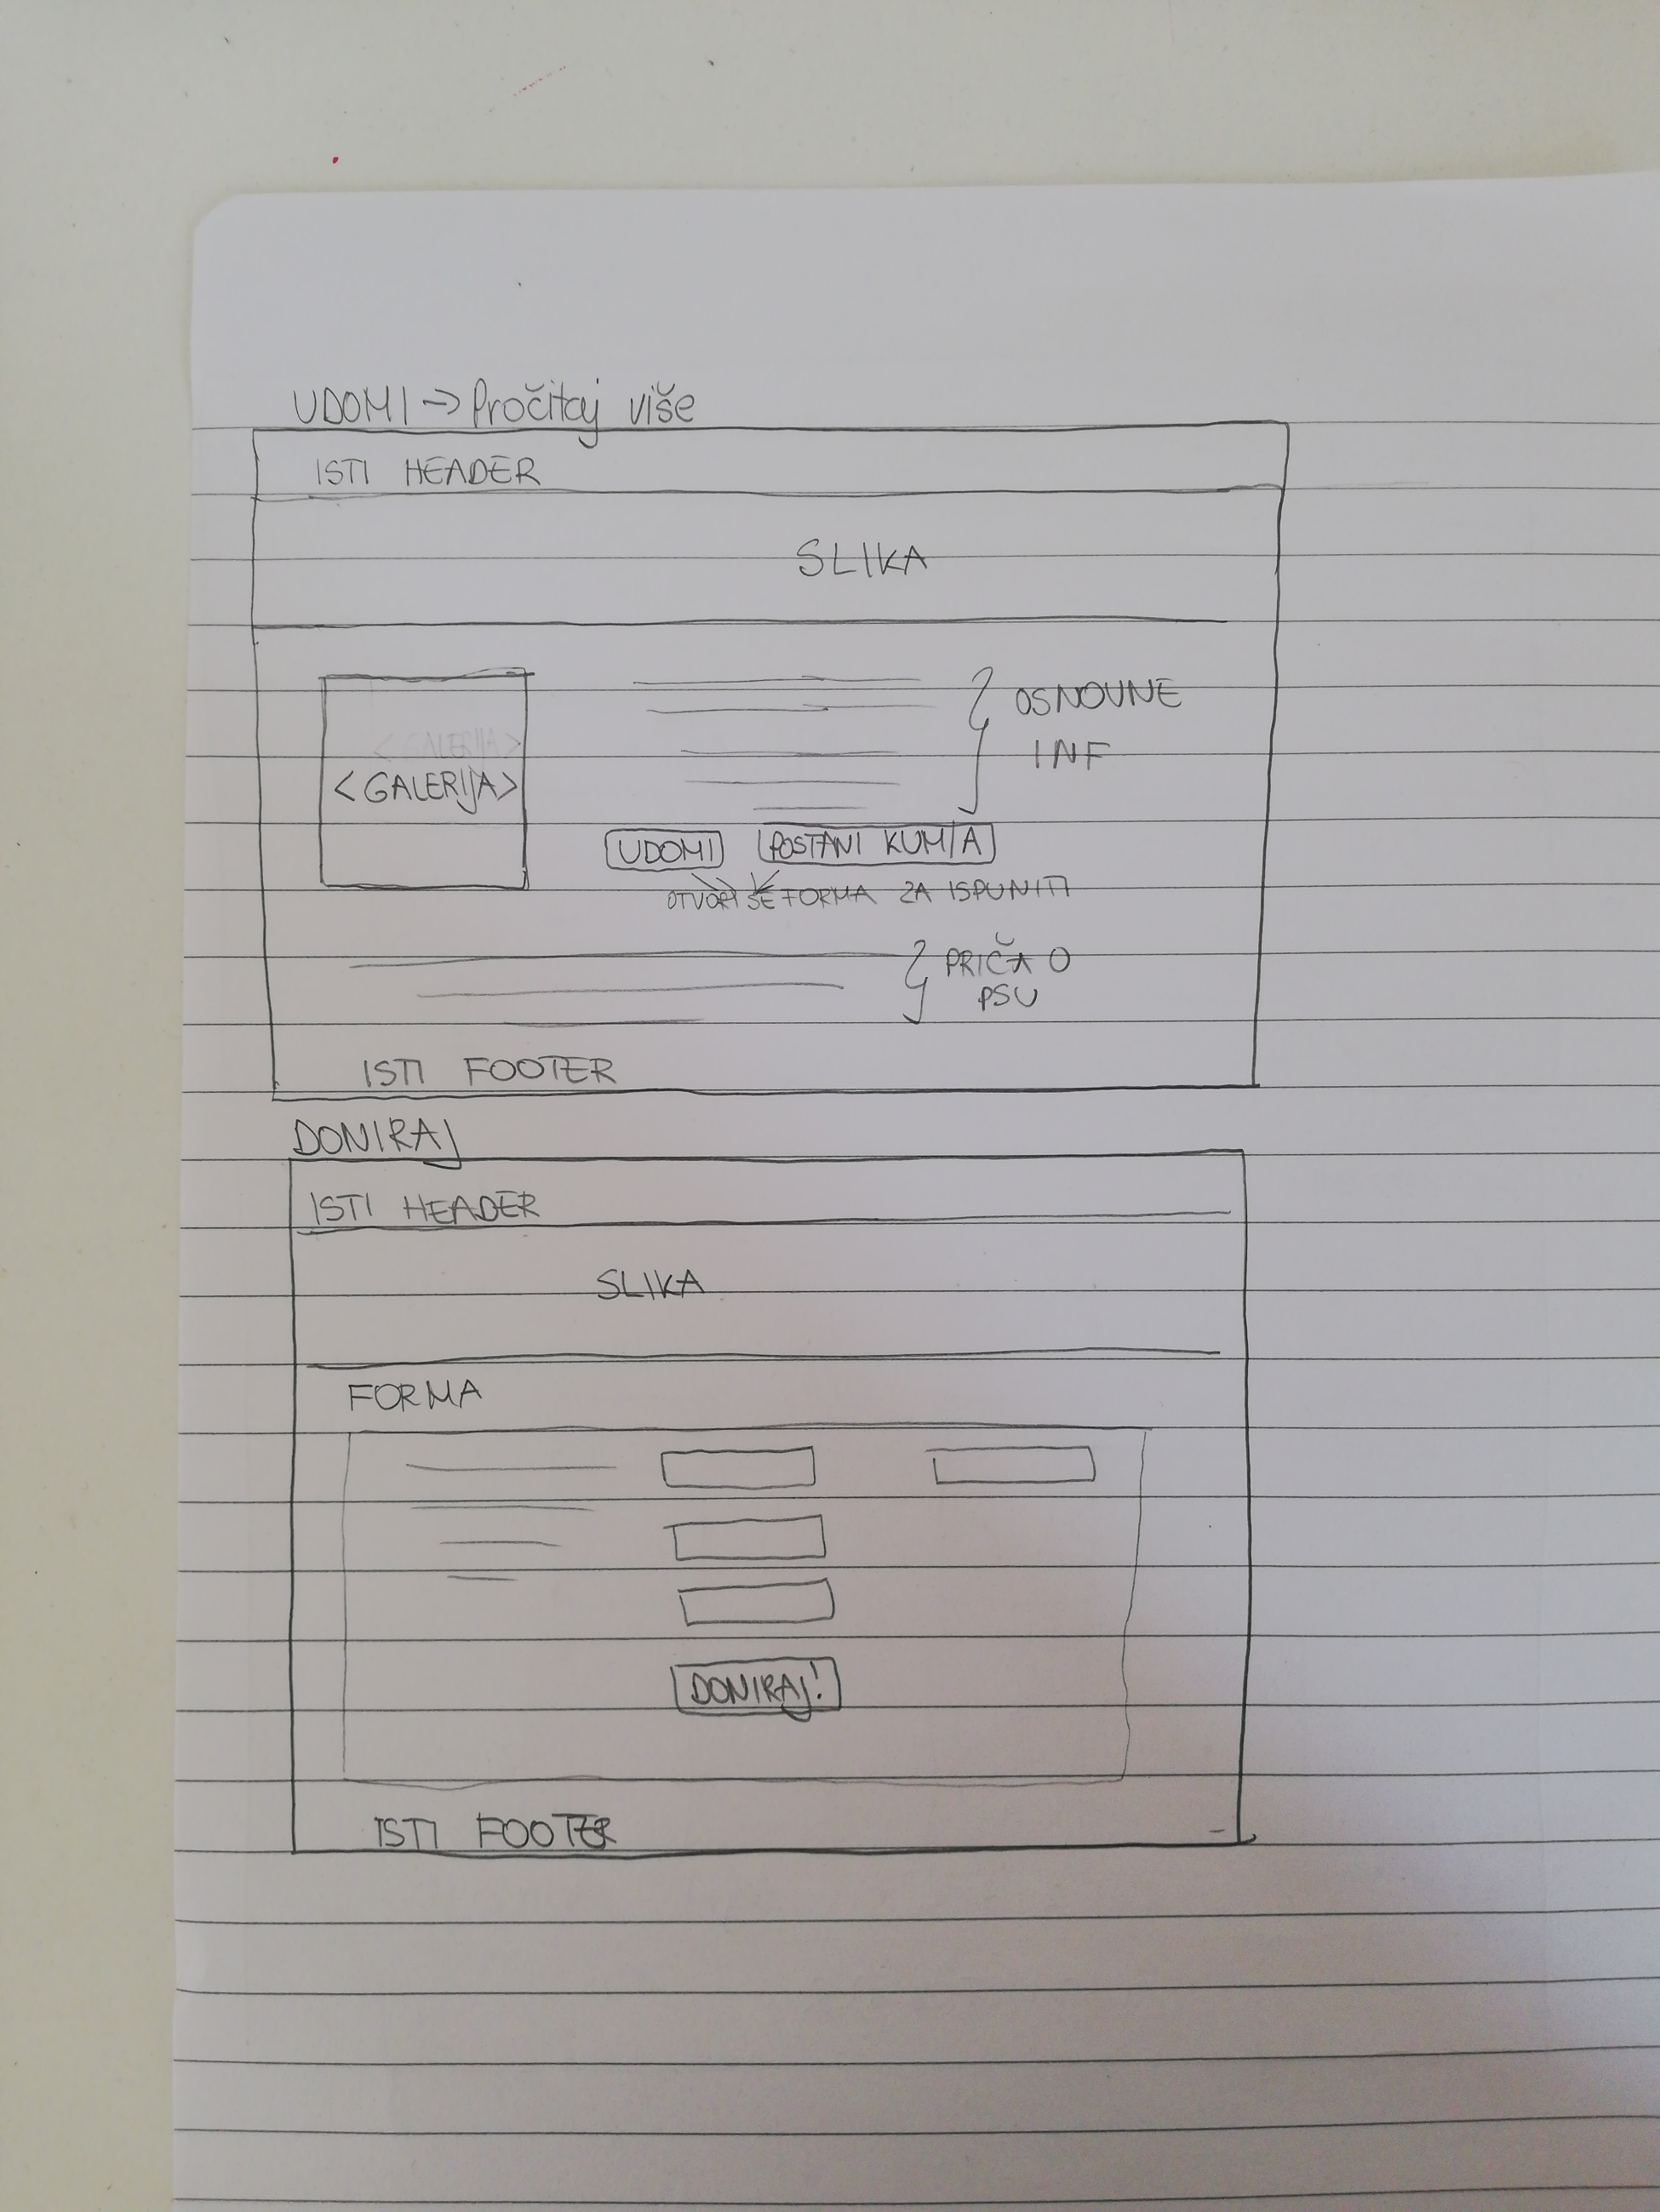 UDOMI → Pročitaj više
ISTI HEADER
SLIKA
OSNOVNE
INF
< GALERIJA >
<GALERIJA>
UDOMI
POSTANI KUM/A
OTVORI SE FORMA ZA ISPUNITI
PRIČA O
PSU
ISTI FOOTER
DONIRAJ
ISTI HEADER
SLIKA
FORMA
DONIRAJ!
ISTI FOOTER